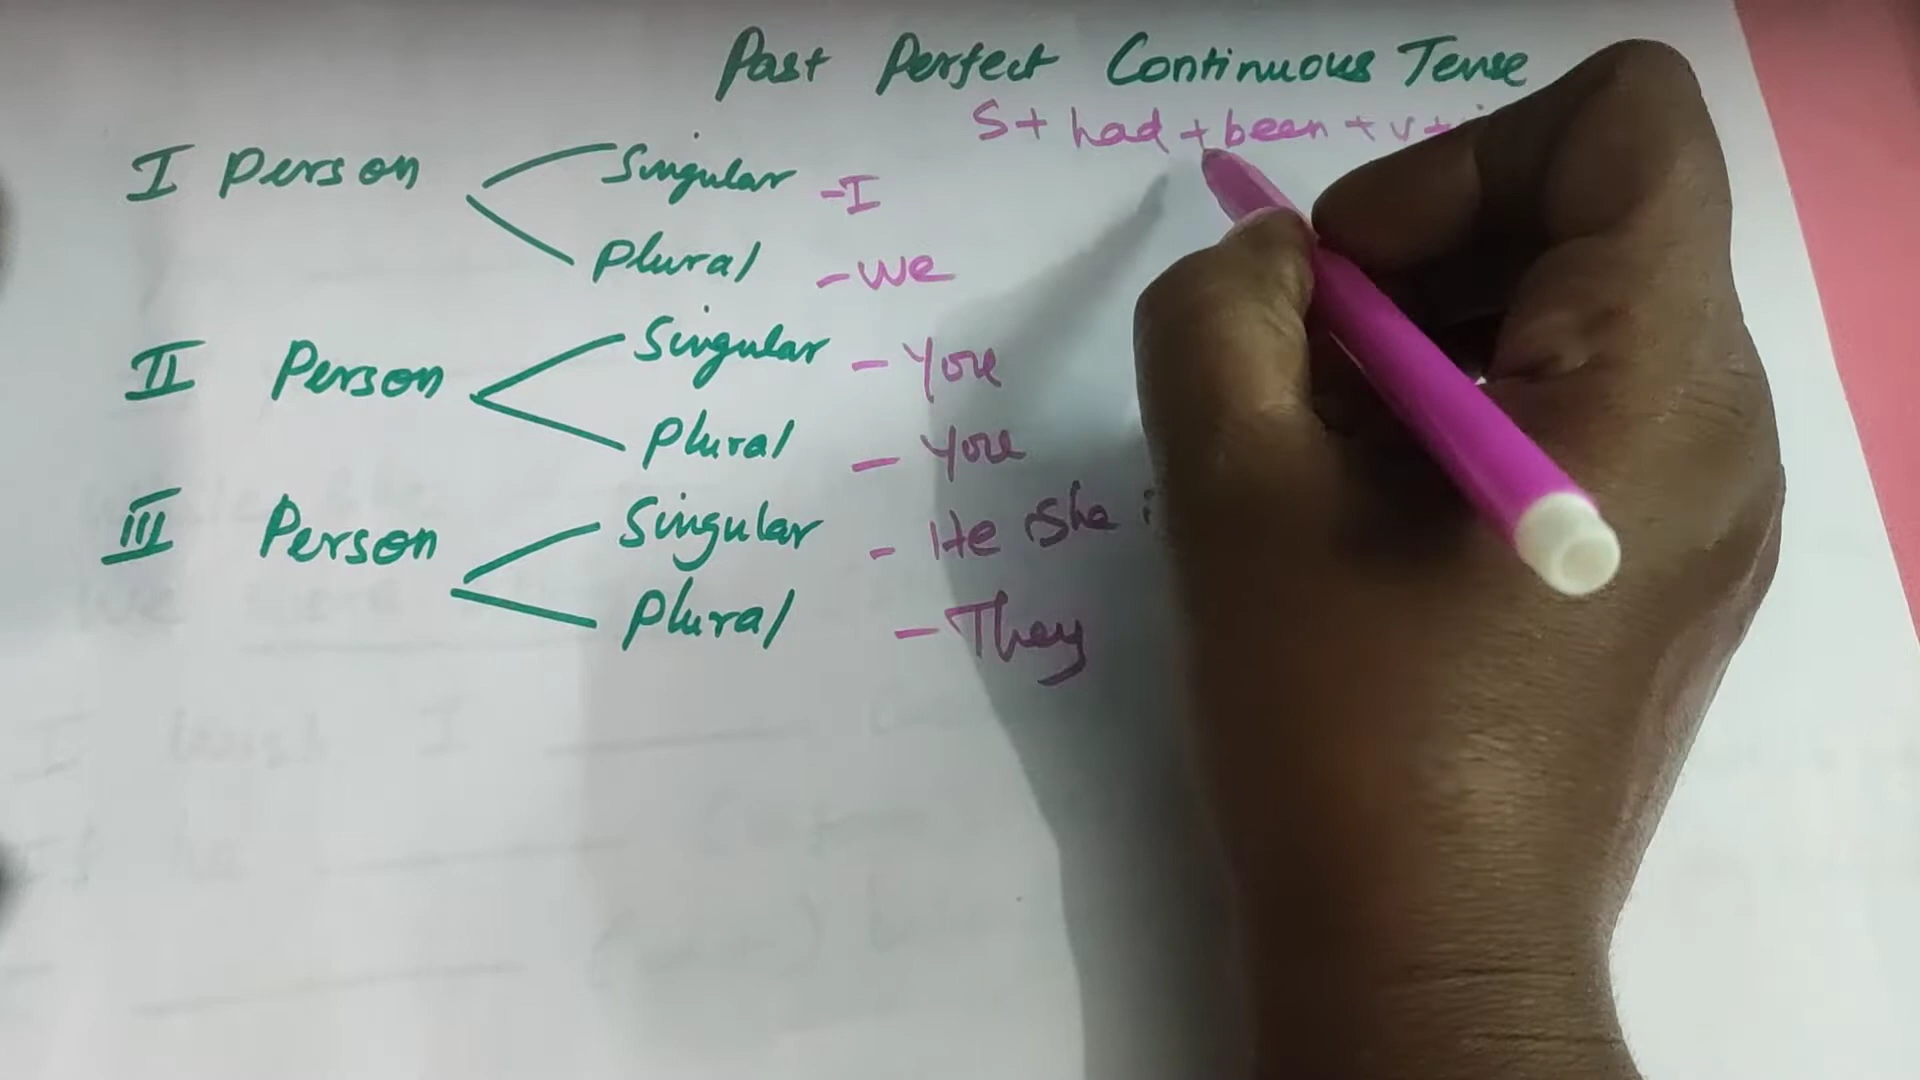 Past Perfect Continuous Tense
S + had + been + v +
I Person
Singular - I
Plural - We
II Person
Singular - You
Plural - You
III Person
Singular - He she
Plural - They